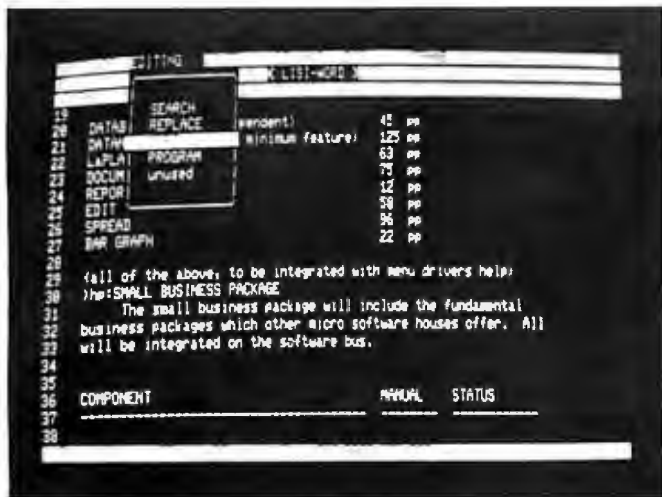 EDITING
< LISI-WORD >
SEARCH
REPLACE
PROGRAM
unused
19
20 DATAB pendent) 45 pp
21 DATAM minimum feature) 125 pp
22 LaPLA 63 pp
23 DOCUM 75 pp
24 REPOR 12 pp
25 EDIT 58 pp
26 SPREAD 96 pp
27 BAR GRAPH 22 pp
28
29 (all of the above, to be integrated with menu drivers help)
30 )hp:SMALL BUSINESS PACKAGE
31 The small business package will include the fundamental
32 business packages which other micro software houses offer. All
33 will be integrated on the software bus.
34
35
36 COMPONENT MANUAL STATUS
37
38